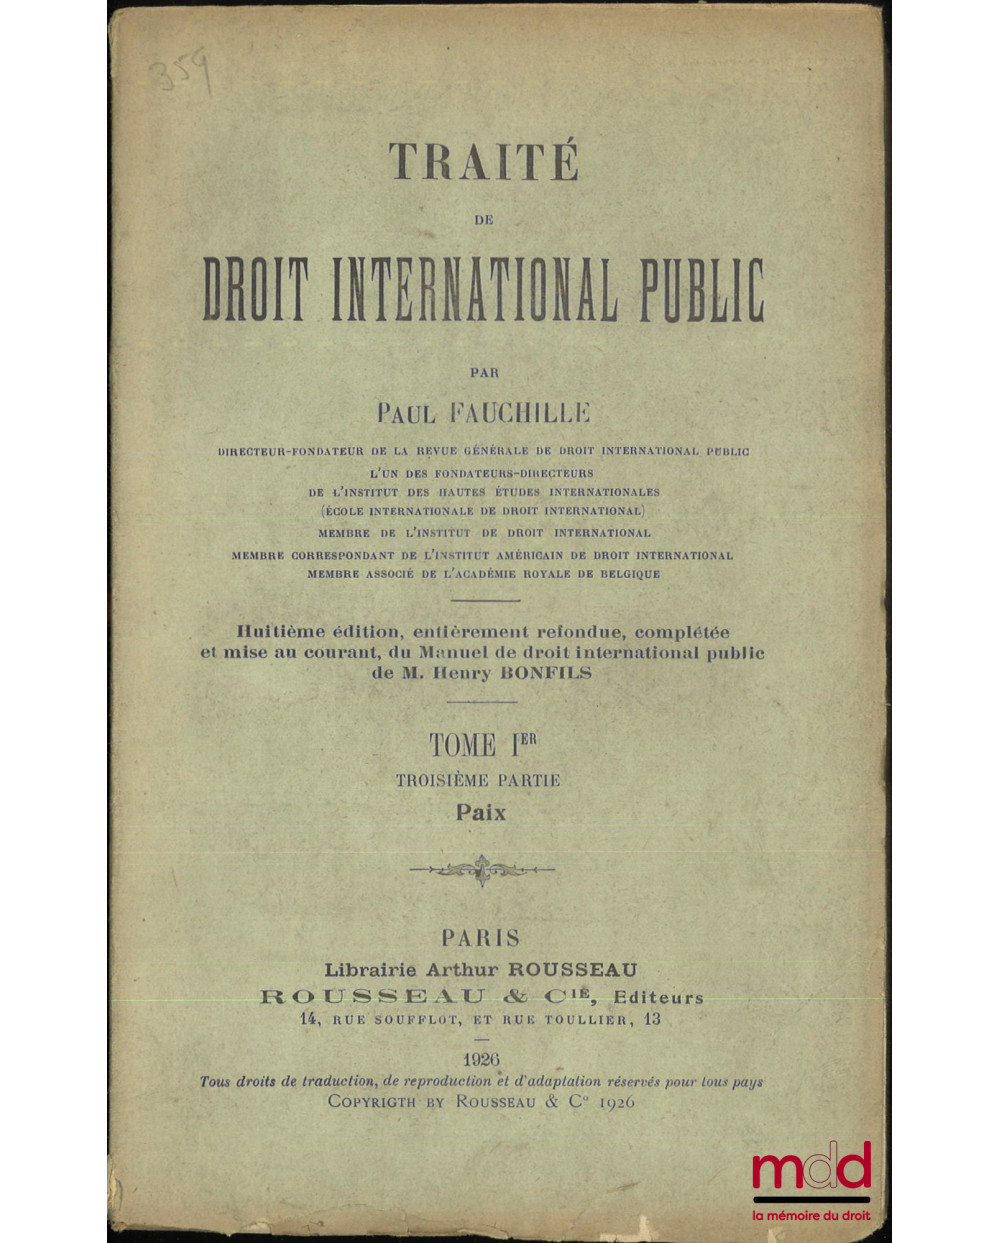 359
TRAITÉ
DE
DROIT INTERNATIONAL PUBLIC
PAR
PAUL FAUCHILLE
DIRECTEUR-FONDATEUR DE LA REVUE GÉNÉRALE DE DROIT INTERNATIONAL PUBLIC
L'UN DES FONDATEURS-DIRECTEURS
DE L'INSTITUT DES HAUTES ÉTUDES INTERNATIONALES
(ÉCOLE INTERNATIONALE DE DROIT INTERNATIONAL)
MEMBRE DE L'INSTITUT DE DROIT INTERNATIONAL
MEMBRE CORRESPONDANT DE L'INSTITUT AMÉRICAIN DE DROIT INTERNATIONAL
MEMBRE ASSOCIÉ DE L'ACADÉMIE ROYALE DE BELGIQUE
Huitième édition, entièrement refondue, complétée
et mise au courant, du Manuel de droit international public
de M. Henry BONFILS
TOME IER
TROISIÈME PARTIE
Paix
PARIS
Librairie Arthur ROUSSEAU
ROUSSEAU & CIE, Editeurs
14, RUE SOUFFLOT, ET RUE TOULLIER, 13
1926
Tous droits de traduction, de reproduction et d'adaptation réservés pour tous pays
COPYRIGTH BY ROUSSEAU & Co 1926
mdd
la mémoire du droit